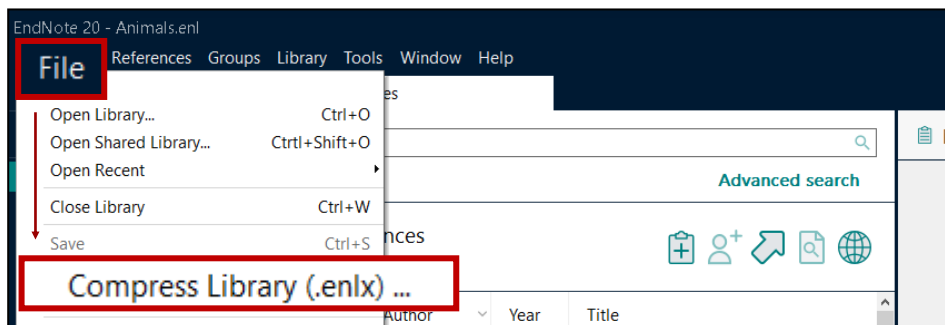 EndNote 20 - Animals.enl
File References Groups Library Tools Window Help
es
Open Library... Ctrl+O
Open Shared Library... Ctrtl+Shift+O
Open Recent
Advanced search
Close Library Ctrl+W
nces
Save Ctrl+S
Compress Library (.enlx) ...
Author Year Title